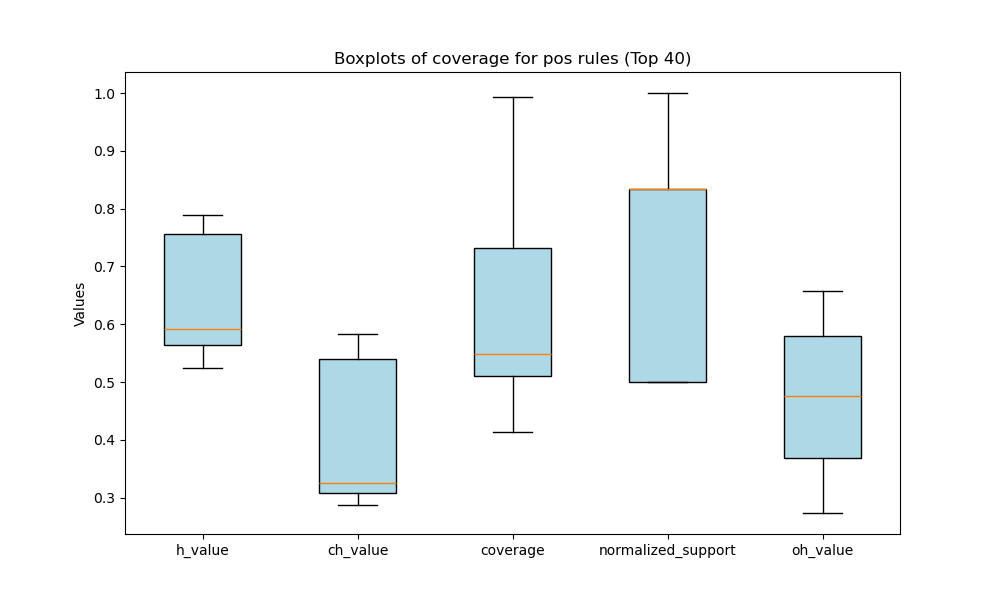 Boxplots of coverage for pos rules (Top 40)
1.0
0.9
0.8
0.7
0.6
0.5
0.4
0.3
Values
h_value
ch_value
coverage
normalized_support
oh_value